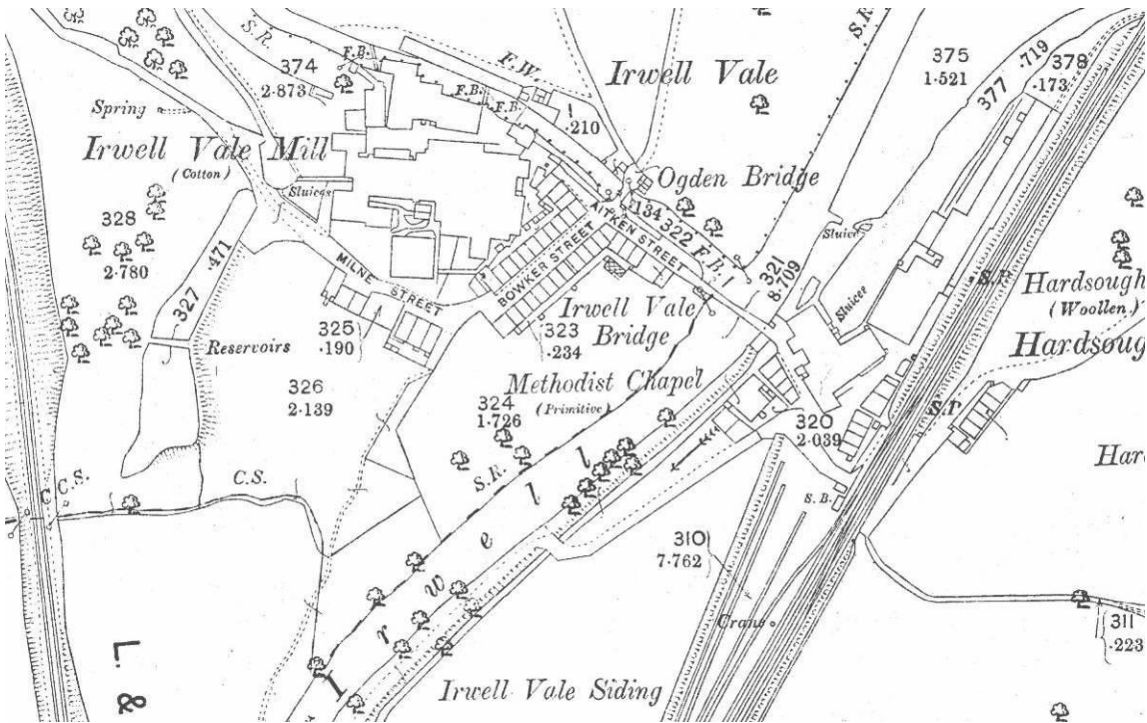 S.R.
374
2·873
F.B.
F.W.
F.B.
F.B.
1
·210
Irwell Vale
S.R.
375
1·521
377
·719
378
·173
Spring
Irwell Vale Mill
(Cotton)
Sluices
Ogden Bridge
·134
322
F.B.
AITKEN STREET
BOWKER STREET
MILNE STREET
328
2·780
·471
327
Reservoirs
325
·190
326
2·139
323
·234
Irwell Vale
Bridge
321
8·709
Sluice
Sluices
S.P.
Hardsough
(Woollen)
Hardsoug
324
1·726
Methodist Chapel
(Primitive)
320
2·039
S.P.
Har
S.R.
C.S.
C.
C.S.
S.B.
310
7·762
Crane
311
·223
Irwell
Irwell Vale Siding
L. &